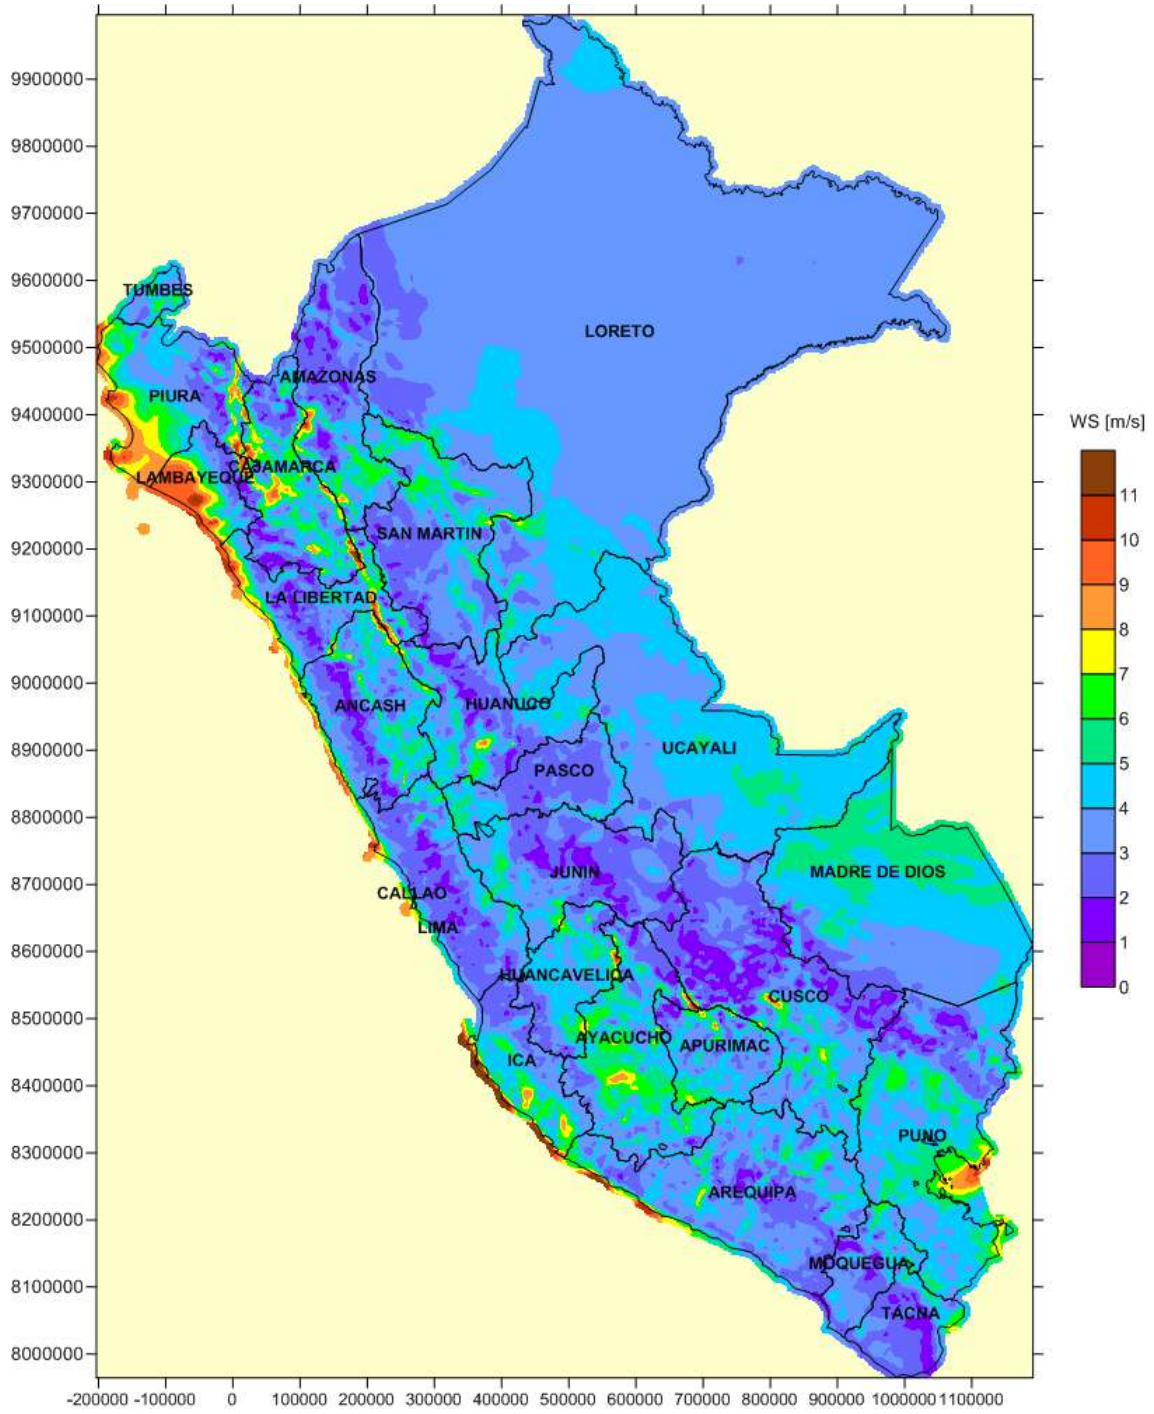 9900000
9800000
9700000
9600000
9500000
9400000
9300000
9200000
9100000
9000000
8900000
8800000
8700000
8600000
8500000
8400000
8300000
8200000
8100000
8000000
-200000 -100000 0 100000 200000 300000 400000 500000 600000 700000 800000 900000 1000000 1100000
TUMBES
LORETO
AMAZONAS
PIURA
CAJAMARCA
LAMBAYEQUE
SAN MARTIN
LA LIBERTAD
ANCASH
HUANUCO
UCAYALI
PASCO
JUNIN
MADRE DE DIOS
CALLAO
LIMA
HUANCAVELICA
CUSCO
AYACUCHO
APURIMAC
ICA
PUNO
AREQUIPA
MOQUEGUA
TACNA
WS [m/s]
11
10
9
8
7
6
5
4
3
2
1
0